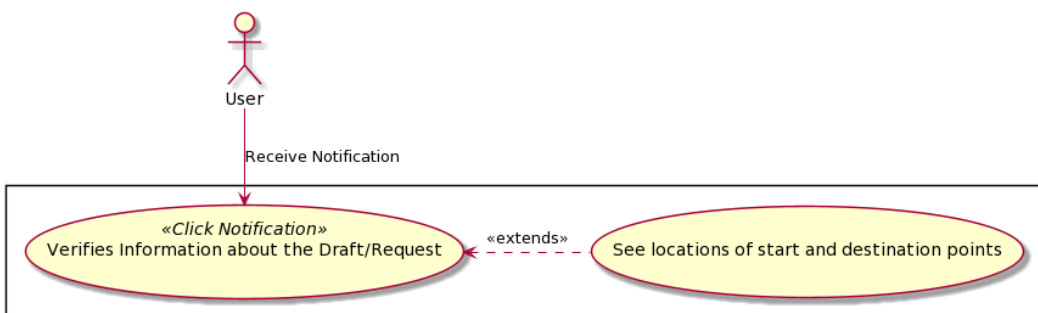 User
Receive Notification
«Click Notification»
Verifies Information about the Draft/Request
«extends»
See locations of start and destination points